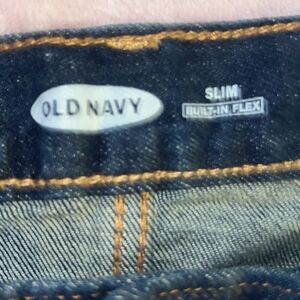 OLD NAVY
SLIM
BUILT-IN FLEX